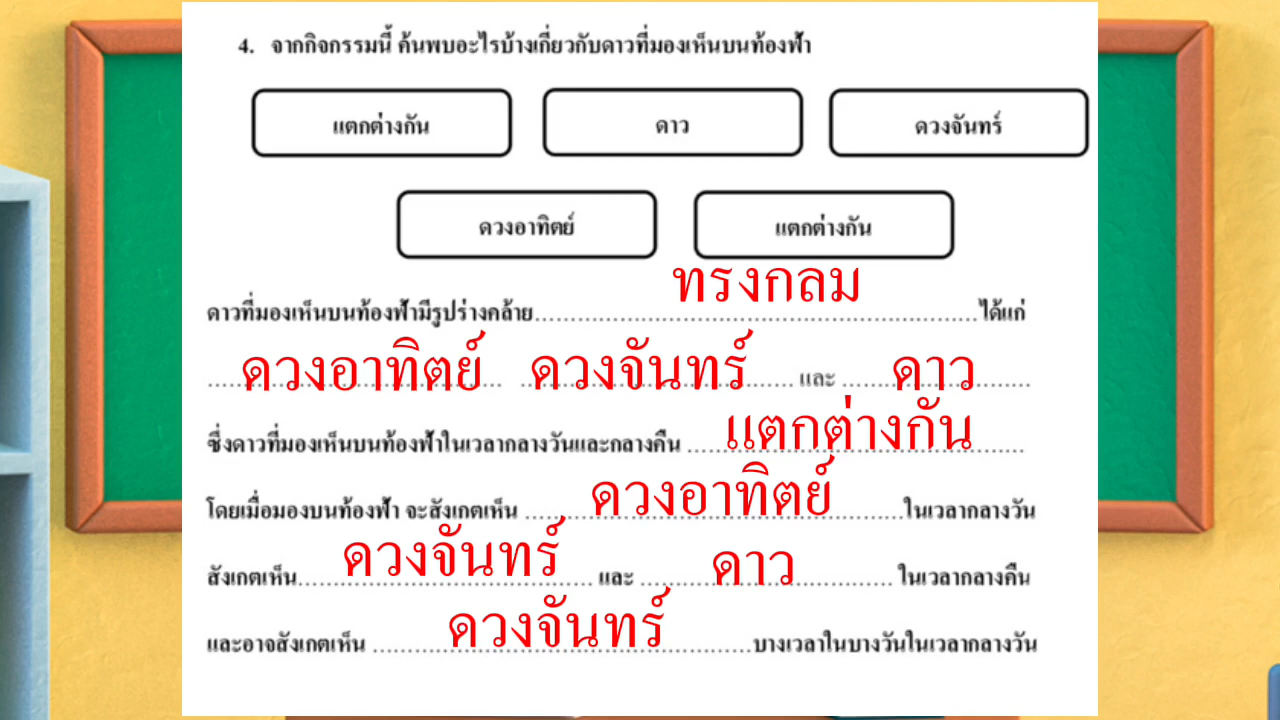 4. จากกิจกรรมนี้ ค้นพบอะไรบ้างเกี่ยวกับดาวที่มองเห็นบนท้องฟ้า
แตกต่างกัน ดาว ดวงจันทร์
ดวงอาทิตย์ แตกต่างกัน
ดาวที่มองเห็นบนท้องฟ้ามีรูปร่างคล้าย ทรงกลม ได้แก่
ดวงอาทิตย์ ดวงจันทร์ และ ดาว
ซึ่งดาวที่มองเห็นบนท้องฟ้าในเวลากลางวันและกลางคืน แตกต่างกัน
โดยเมื่อมองบนท้องฟ้า จะสังเกตเห็น ดวงอาทิตย์ ในเวลากลางวัน
สังเกตเห็น ดวงจันทร์ และ ดาว ในเวลากลางคืน
และอาจสังเกตเห็น ดวงจันทร์ บางเวลาในบางวันในเวลากลางวัน